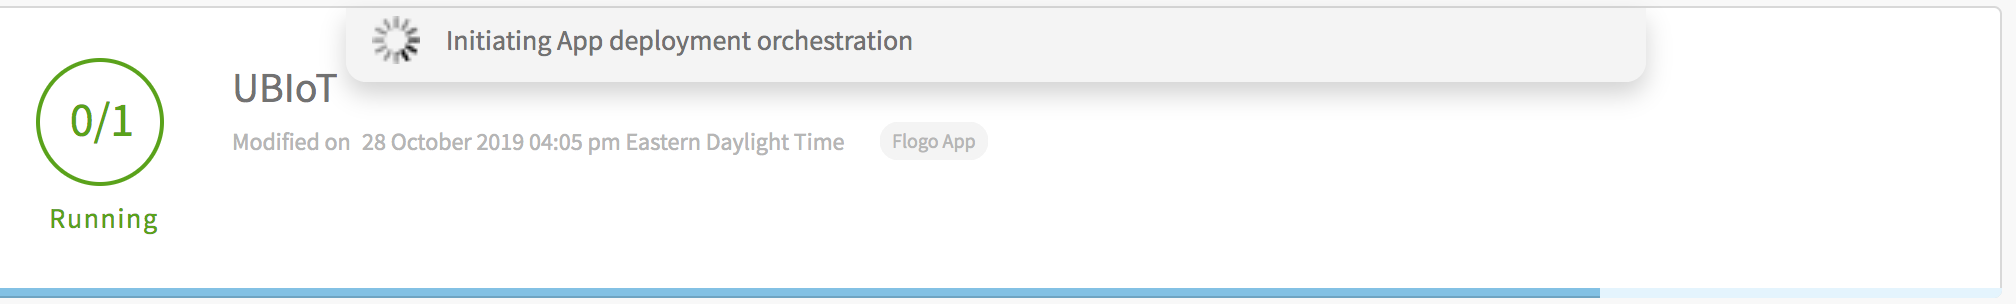 Initiating App deployment orchestration
0/1
Running
UBIoT
Modified on 28 October 2019 04:05 pm Eastern Daylight Time
Flogo App